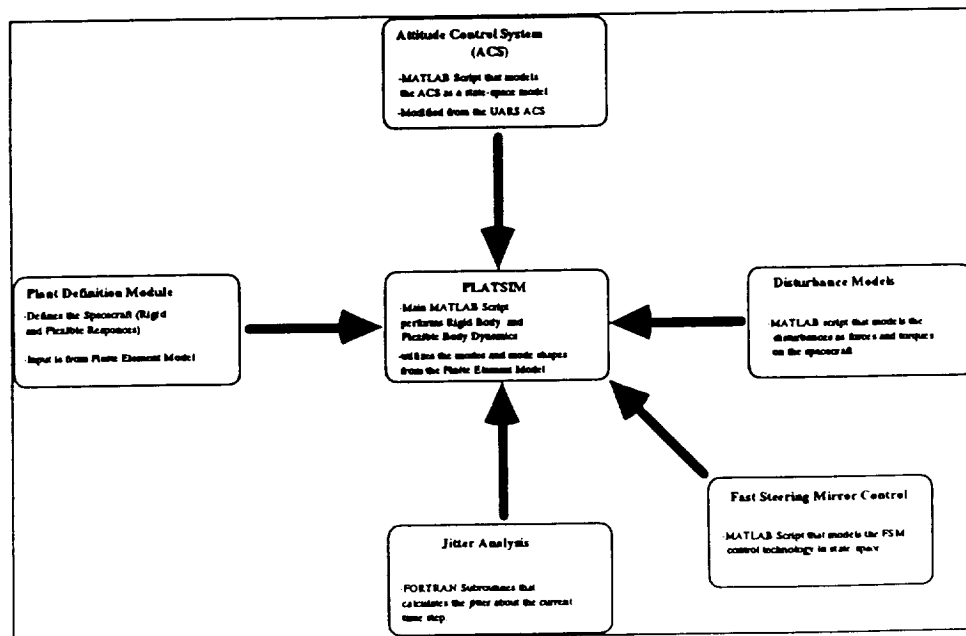 Attitude Control System
(ACS)
-MATLAB Script that models
the ACS as a state-space model
-Modified from the UARS ACS
Plant Definition Module
-Defines the Spacecraft (Rigid
and Flexible Responses)
-Input is from Finite Element Model
PLATSIM
-Main MATLAB Script
performs Rigid Body and
Flexible Body Dynamics
-utilizes the modes and mode shapes
from the Finite Element Model
Disturbance Models
-MATLAB script that models the
disturbances as forces and torques
on the spacecraft
Fast Steering Mirror Control
-MATLAB Script that models the FSM
control technology in state space
Jitter Analysis
-FORTRAN Subroutines that
calculates the jitter about the current
time step